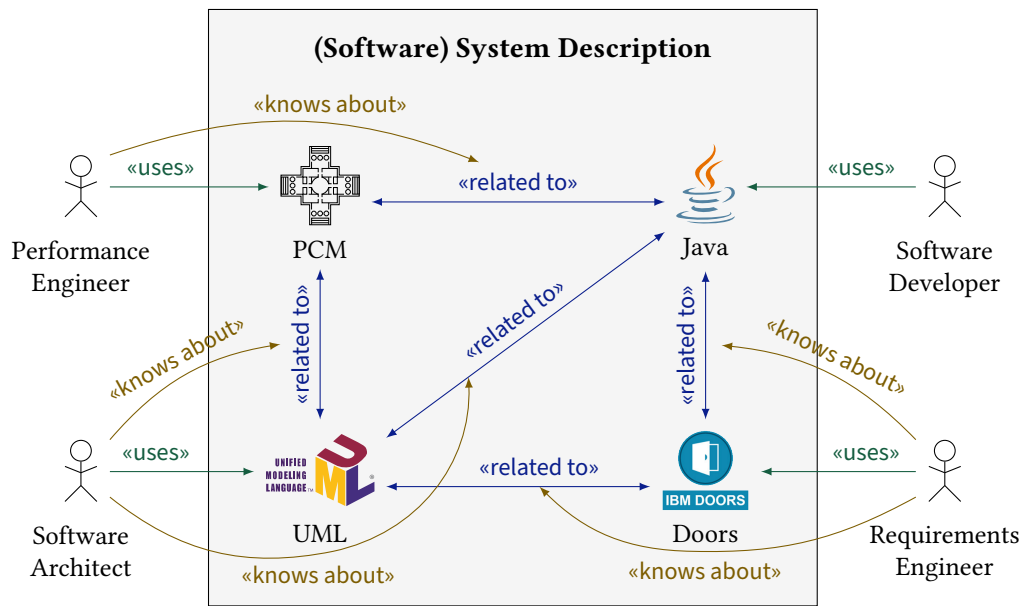 (Software) System Description
«knows about»
«uses»
«related to»
«uses»
Performance
Engineer
PCM
Java
Software
Developer
«related to»
«related to»
«related to»
«knows about»
«knows about»
«uses»
UNIFIED
MODELING
LANGUAGE™
UML®
«related to»
IBM DOORS
«uses»
Software
Architect
UML
Doors
Requirements
Engineer
«knows about»
«knows about»